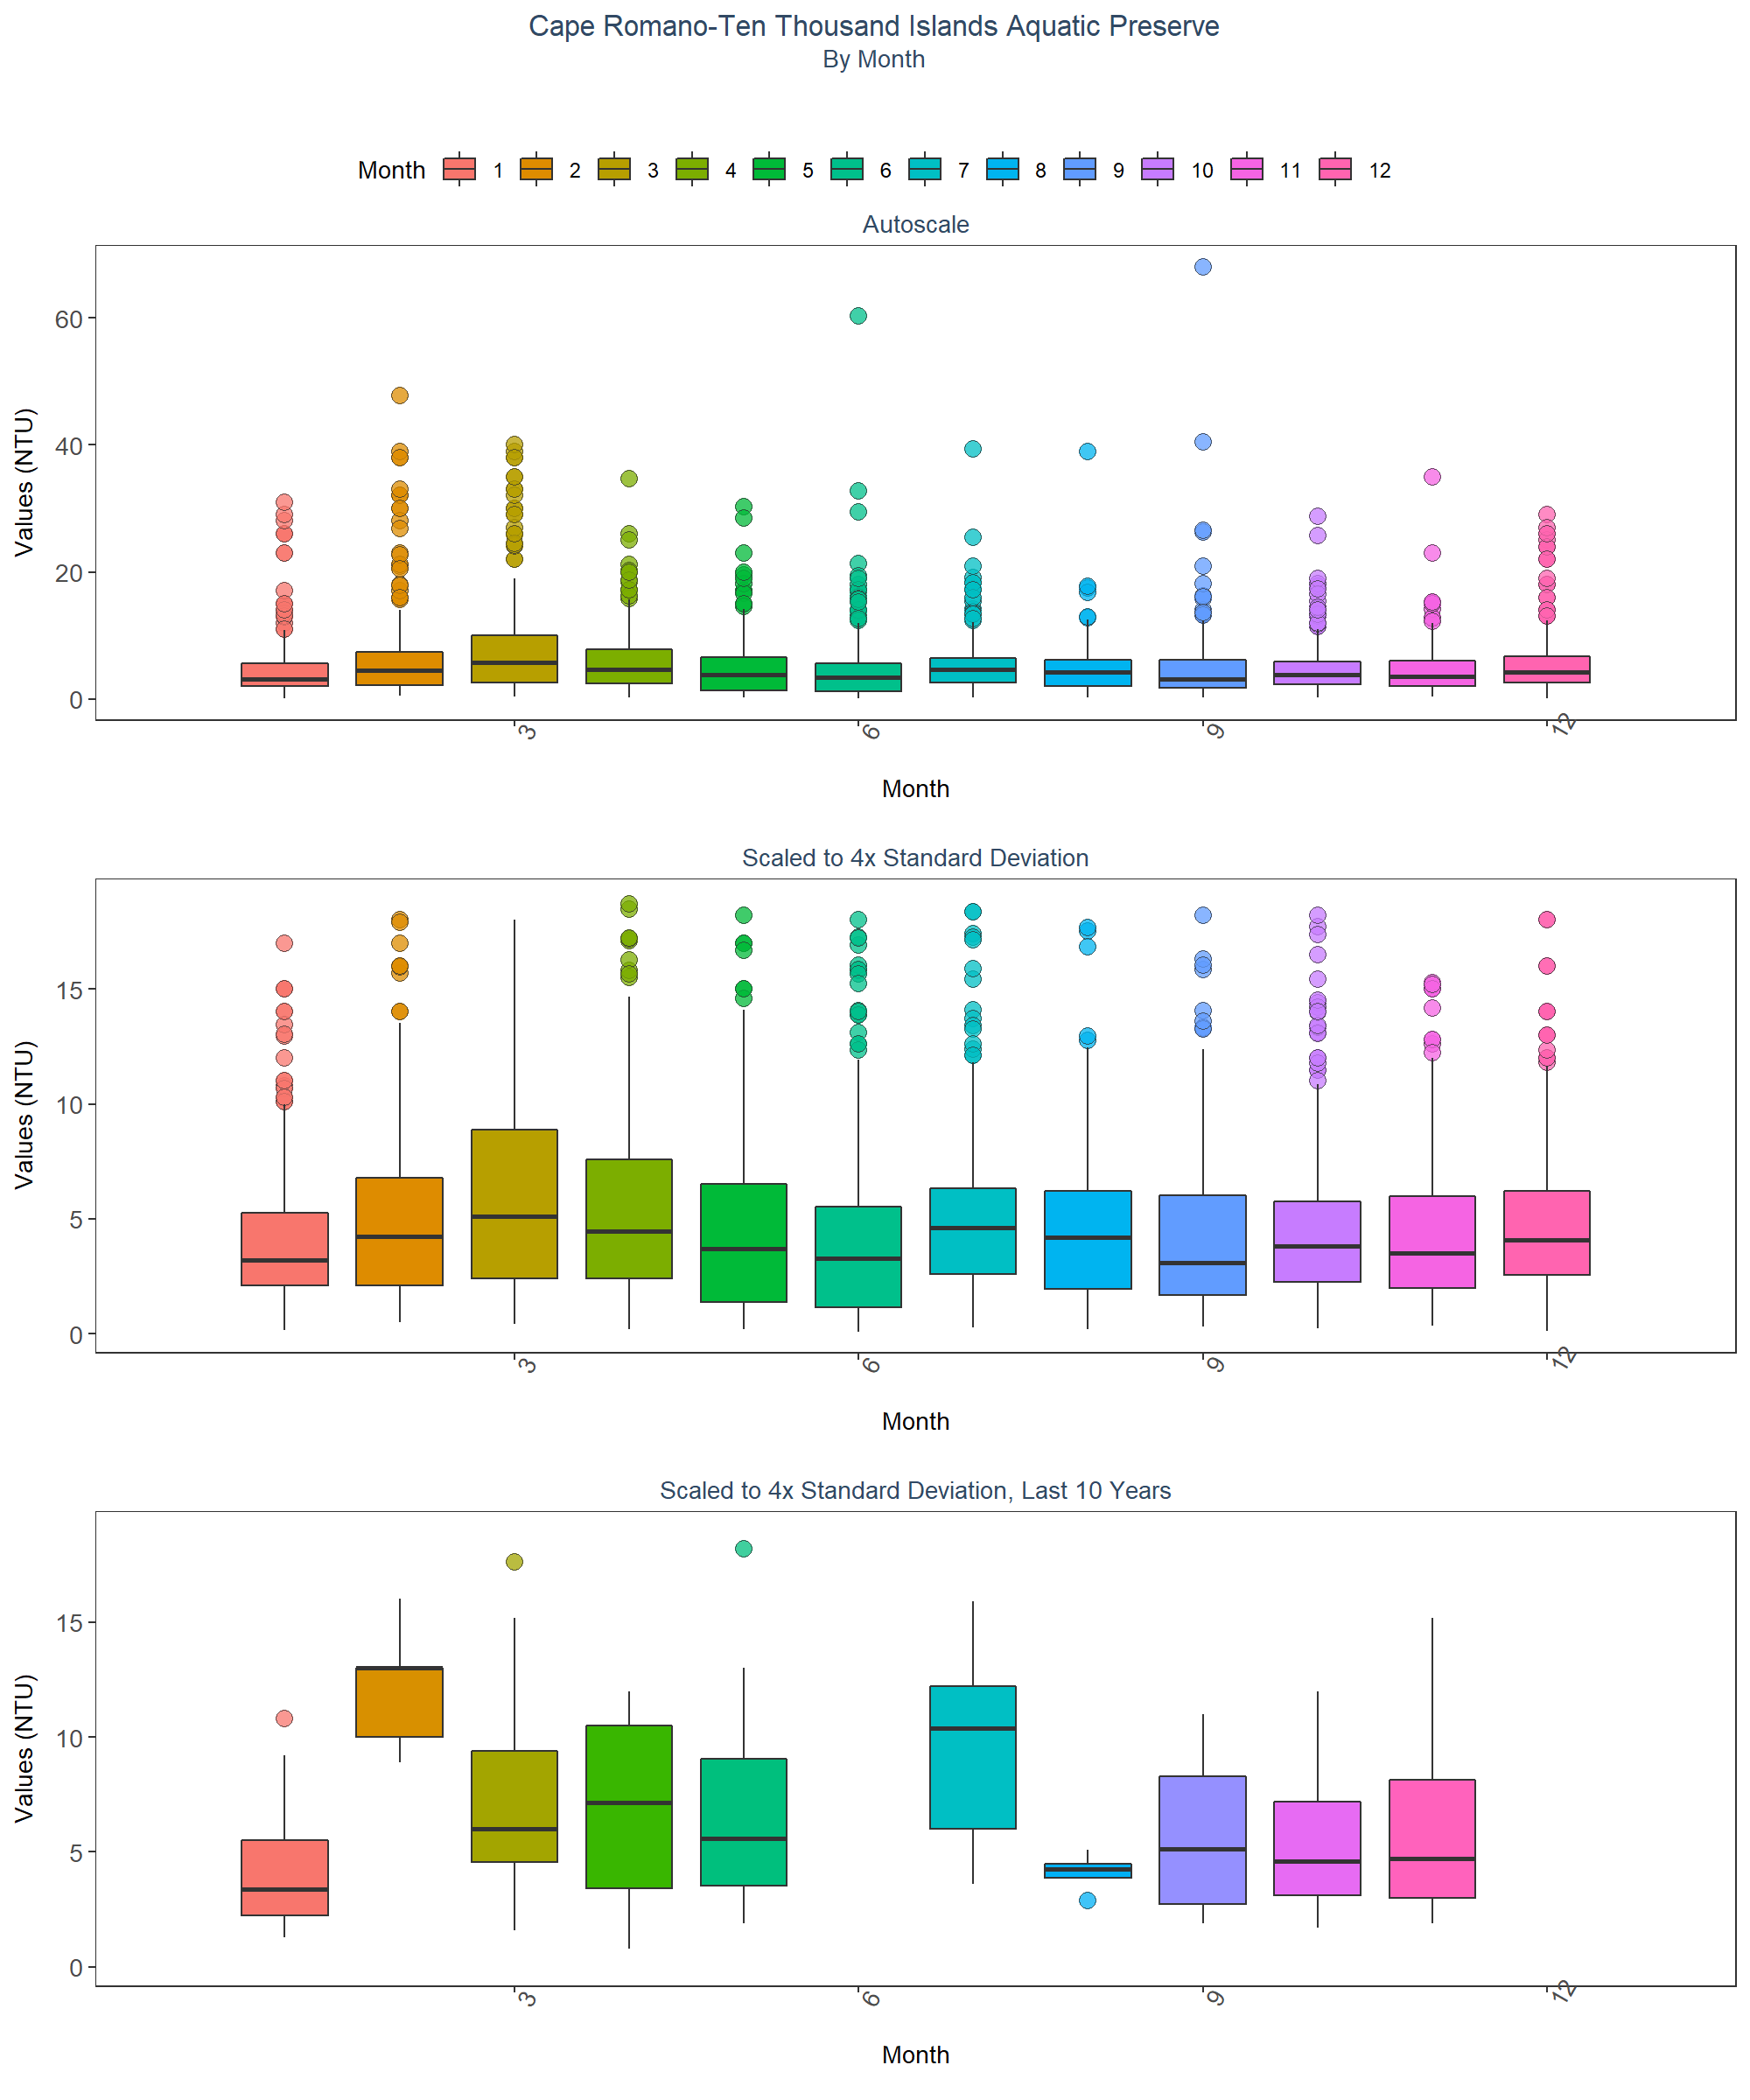 Cape Romano-Ten Thousand Islands Aquatic Preserve
By Month
Month 1 2 3 4 5 6 7 8 9 10 11 12
Autoscale
Values (NTU)
60
40
20
0
3 6 9 12
Month
Scaled to 4x Standard Deviation
Values (NTU)
15
10
5
0
3 6 9 12
Month
Scaled to 4x Standard Deviation, Last 10 Years
Values (NTU)
15
10
5
0
3 6 9 12
Month